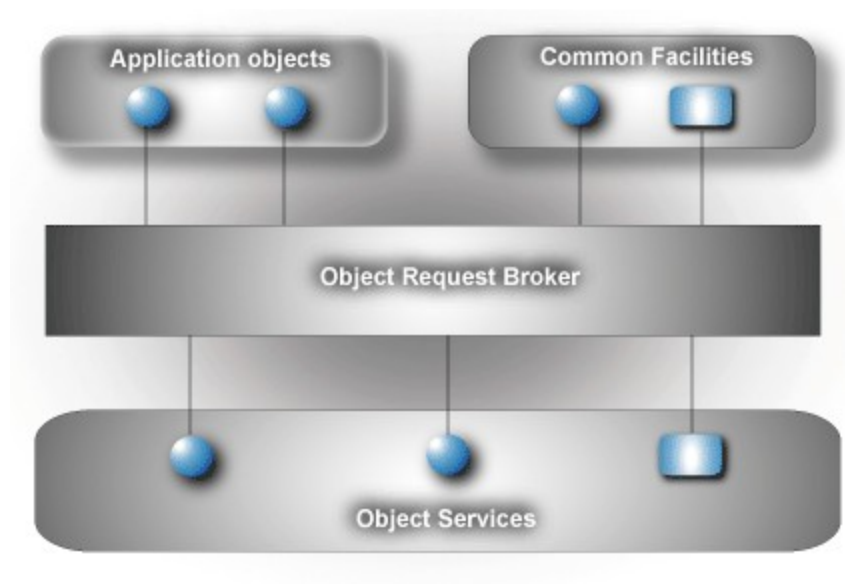 Application objects
Common Facilities
Object Request Broker
Object Services